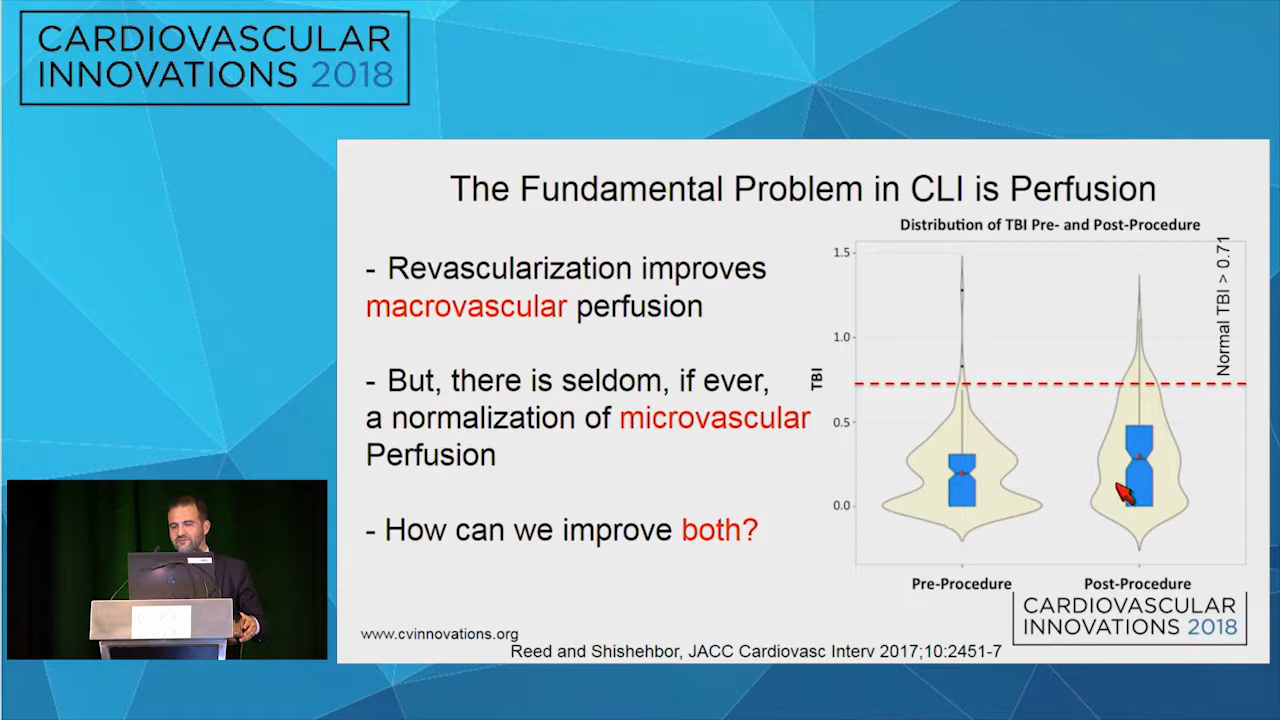 CARDIOVASCULAR
INNOVATIONS 2018
The Fundamental Problem in CLI is Perfusion
- Revascularization improves
macrovascular perfusion
- But, there is seldom, if ever,
a normalization of microvascular
Perfusion
- How can we improve both?
Distribution of TBI Pre- and Post-Procedure
1.5
1.0
0.5
0.0
TBI
Normal TBI > 0.71
Pre-Procedure
Post-Procedure
CARDIOVASCULAR
INNOVATIONS 2018
www.cvinnovations.org
Reed and Shishehbor, JACC Cardiovasc Interv 2017;10:2451-7